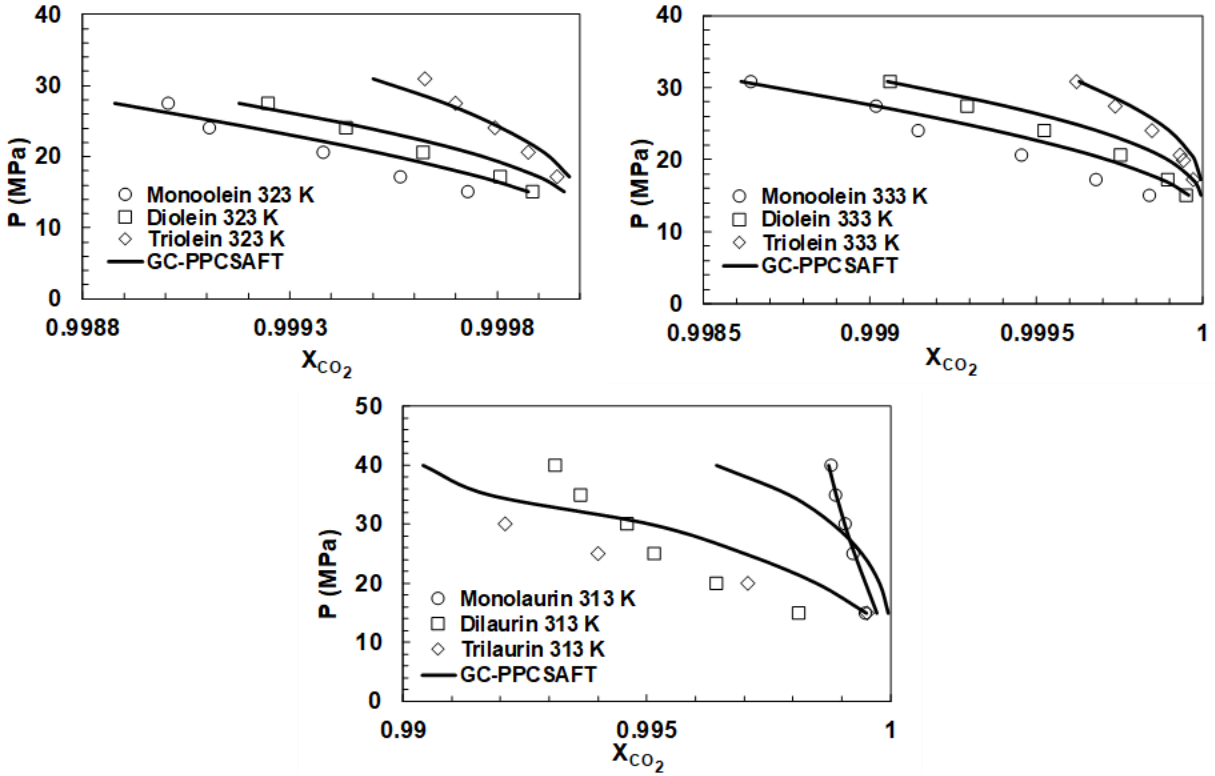 40
30
20
10
0
P (MPa)
Monoolein 323 K
Diolein 323 K
Triolein 323 K
GC-PPCSAFT
0.9988
0.9993
0.9998
X_CO₂
40
30
20
10
0
P (MPa)
Monoolein 333 K
Diolein 333 K
Triolein 333 K
GC-PPCSAFT
0.9985
0.999
0.9995
1
X_CO₂
50
40
30
20
10
0
P (MPa)
Monolaurin 313 K
Dilaurin 313 K
Trilaurin 313 K
GC-PPCSAFT
0.99
0.995
1
X_CO₂